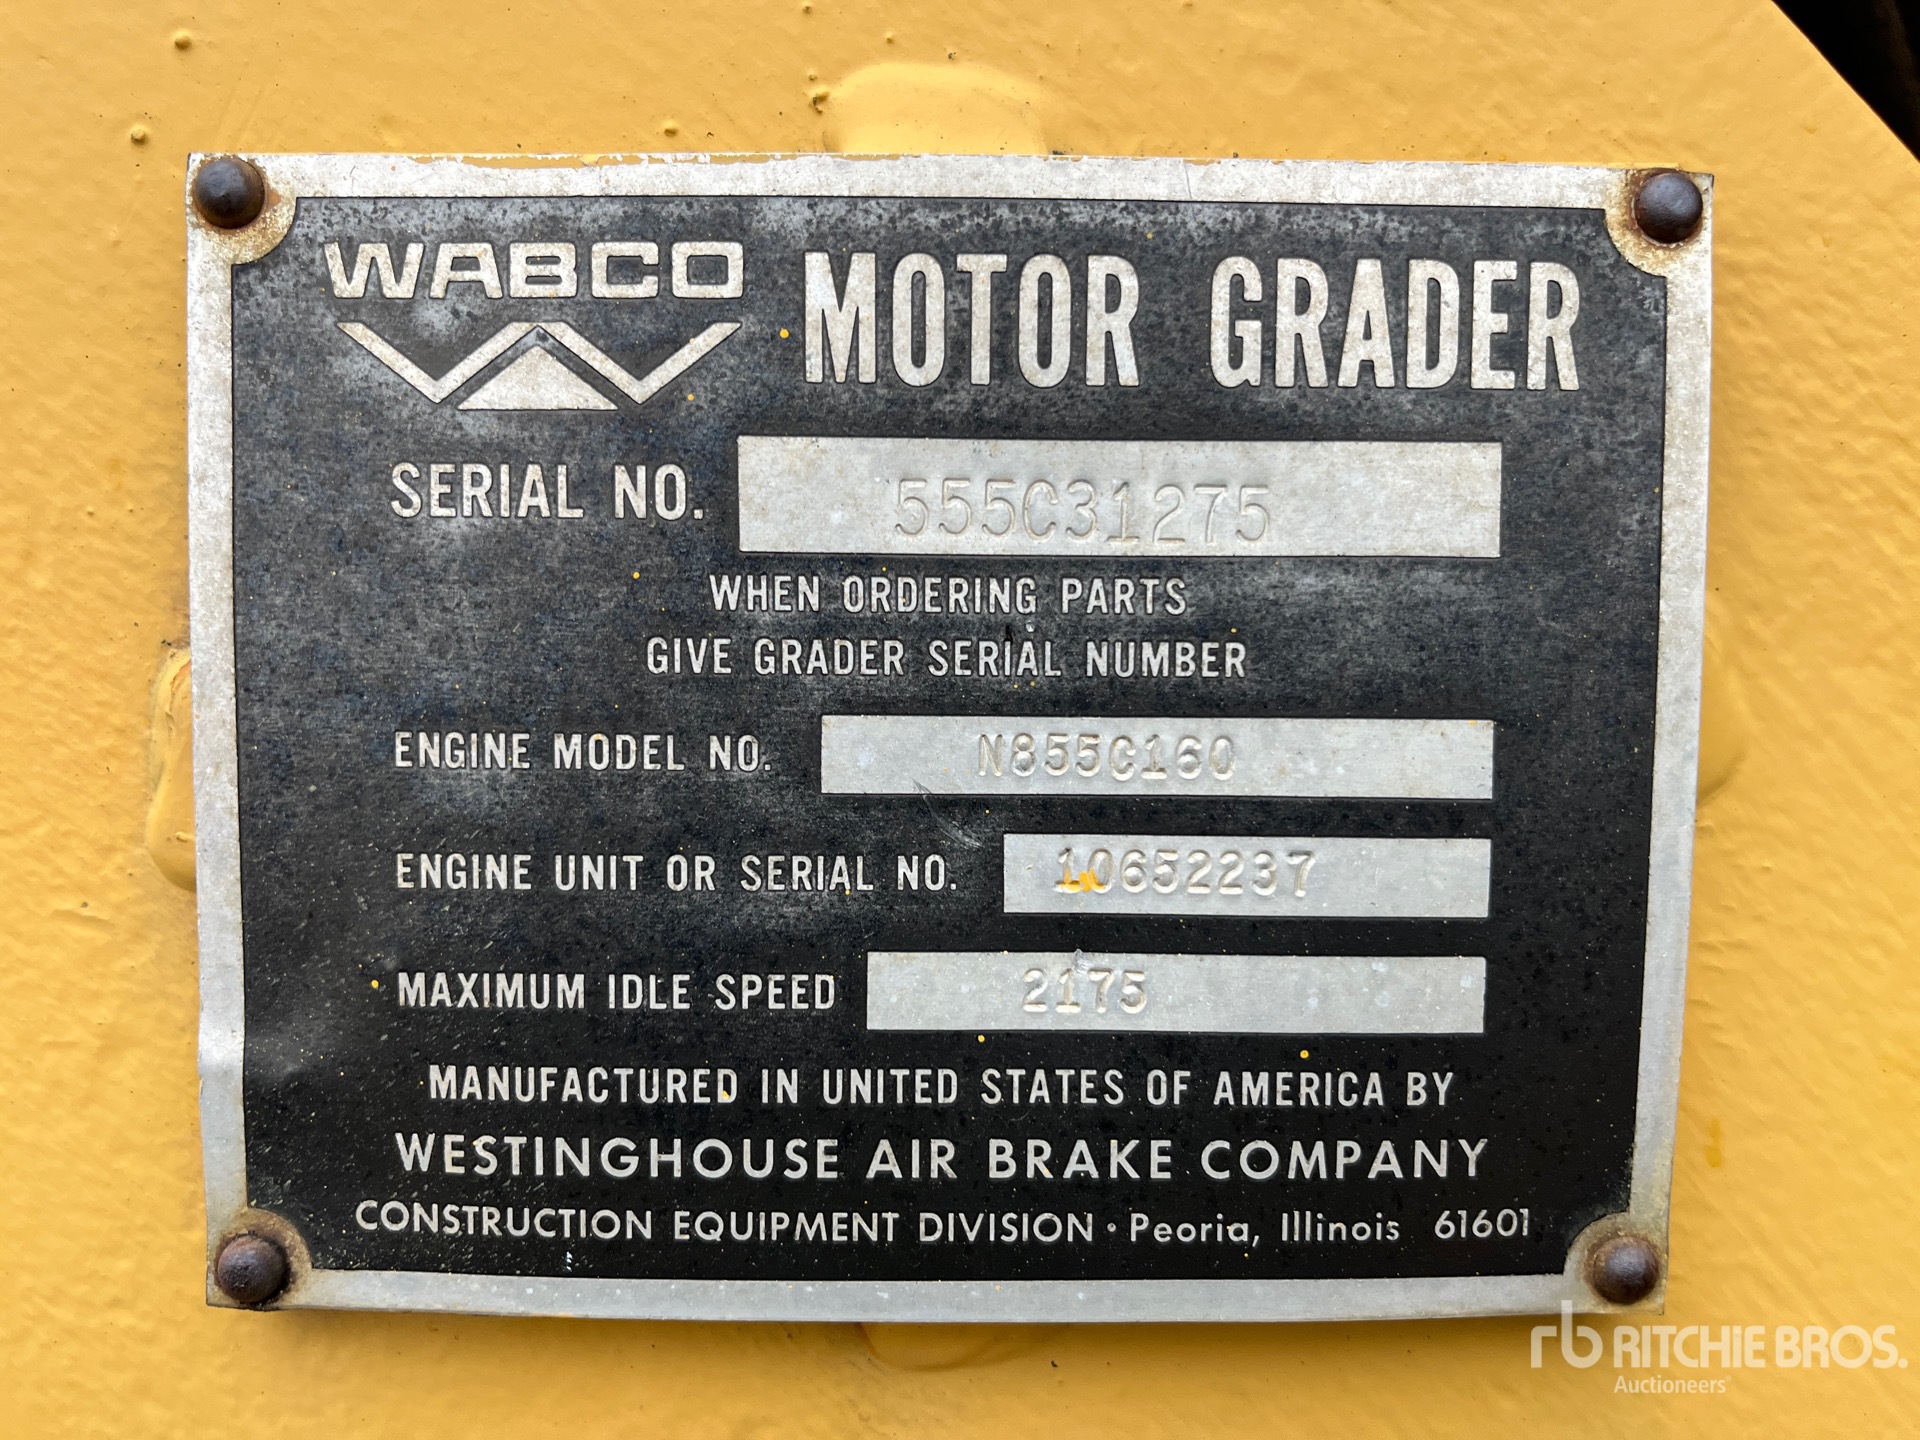 WABCO MOTOR GRADER
SERIAL NO. 555C31275
WHEN ORDERING PARTS
GIVE GRADER SERIAL NUMBER
ENGINE MODEL NO. N855C160
ENGINE UNIT OR SERIAL NO. 10652237
MAXIMUM IDLE SPEED 2175
MANUFACTURED IN UNITED STATES OF AMERICA BY
WESTINGHOUSE AIR BRAKE COMPANY
CONSTRUCTION EQUIPMENT DIVISION • Peoria, Illinois 61601
rb RITCHIE BROS.
Auctioneers